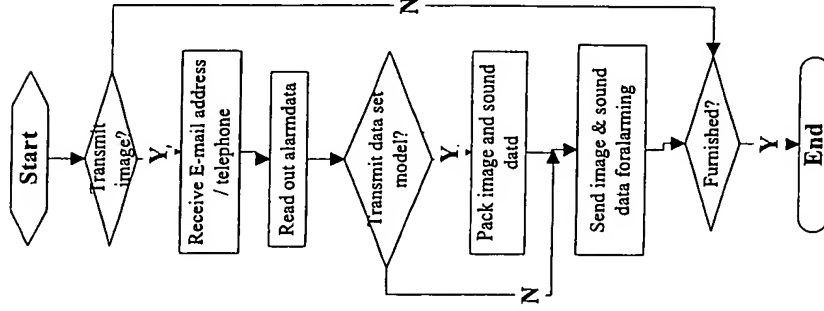 Start
Transmit
image?
N
Y,
Receive E-mail address
/ telephone
Read out alarmdata
Transmit data set
model?
Y
Pack image and sound
datd
N
Send image & sound
data foralarming
Furnished?
Y
End